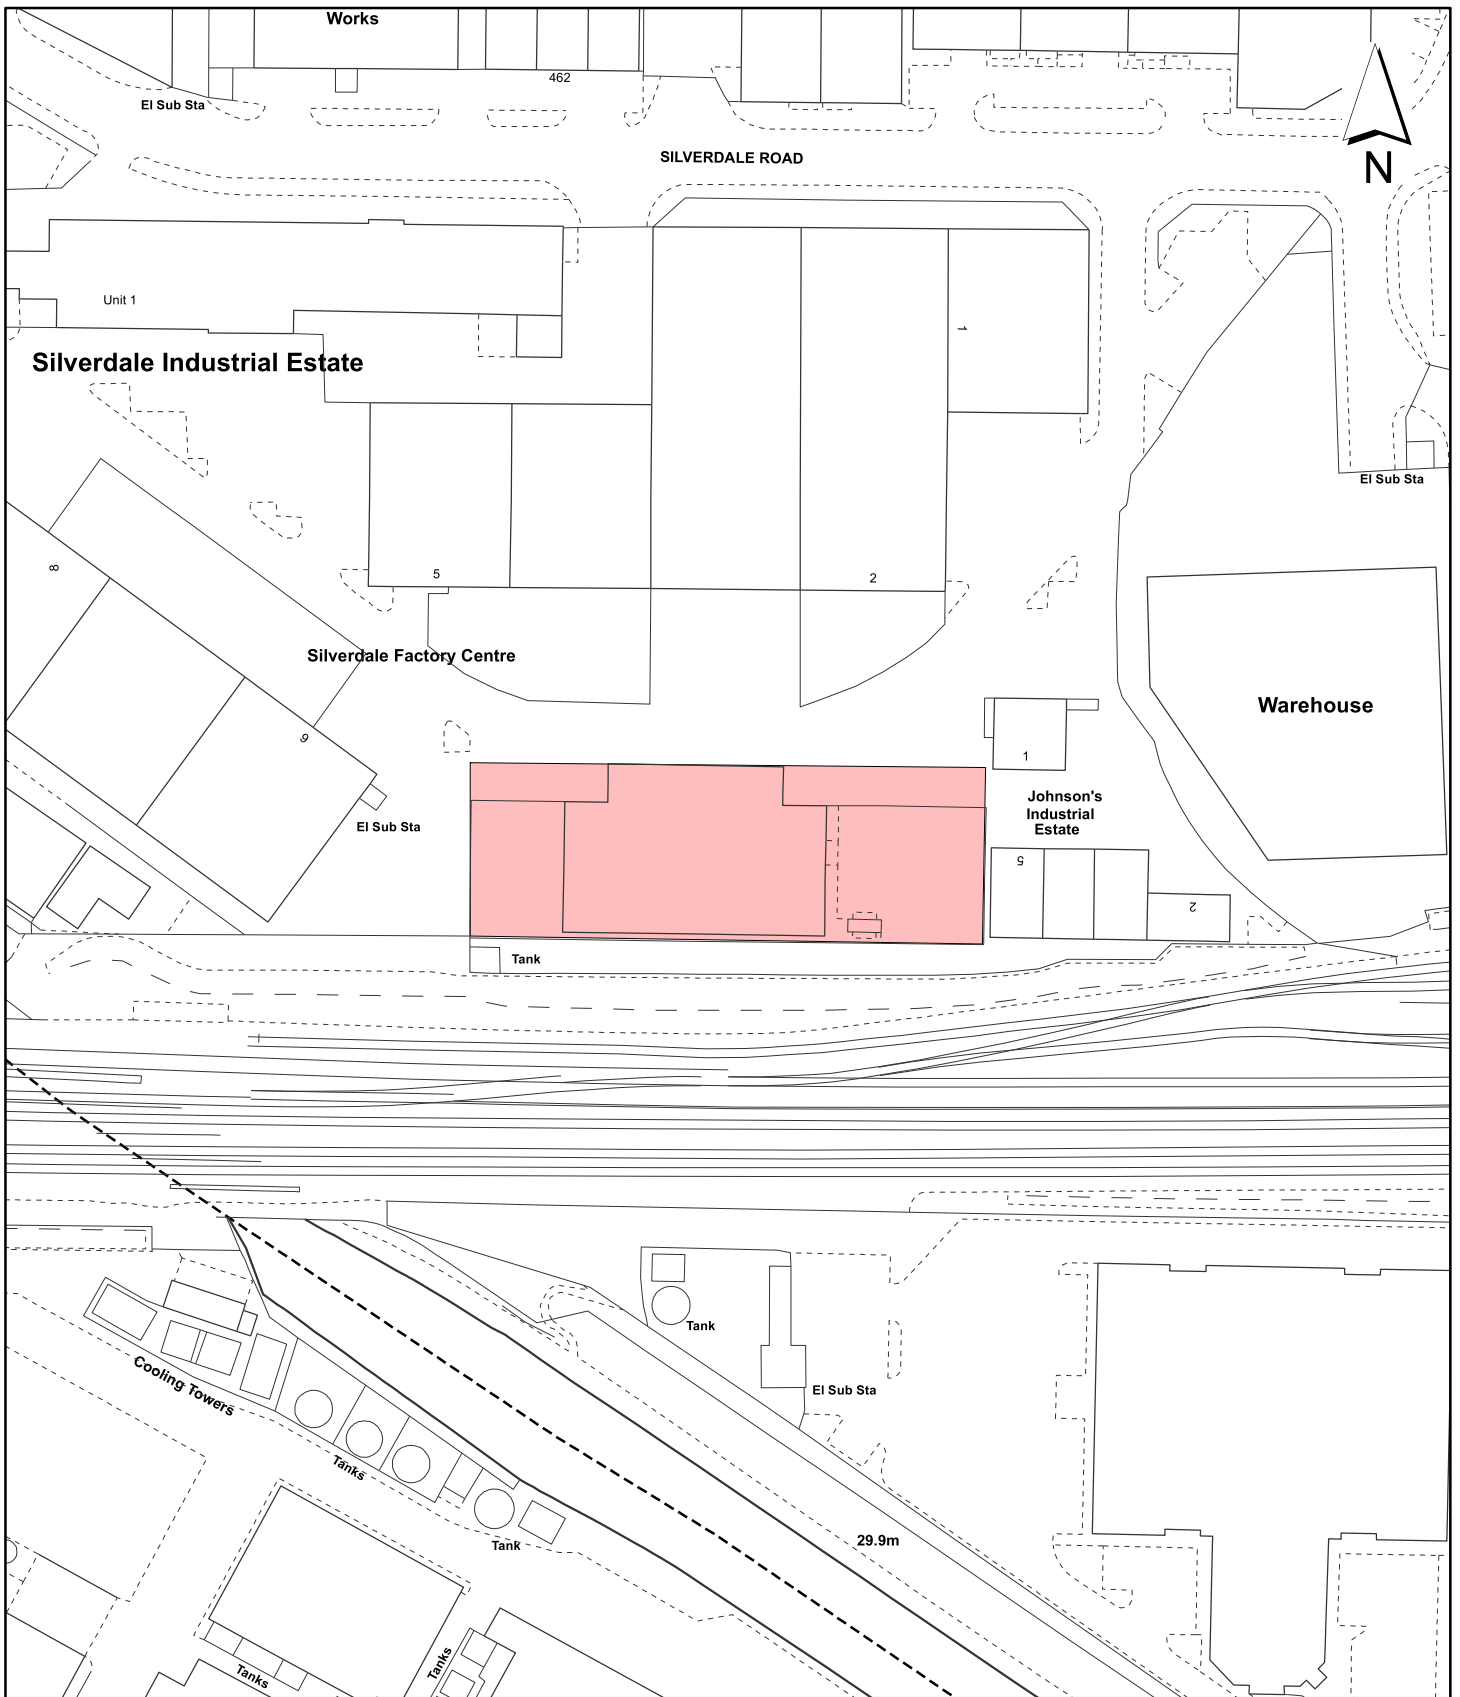 Works
462
El Sub Sta
SILVERDALE ROAD
N
Unit 1
1
Silverdale Industrial Estate
El Sub Sta
8
5
2
Silverdale Factory Centre
Warehouse
9
1
Johnson's
Industrial
Estate
El Sub Sta
5
2
Tank
Tank
Cooling Towers
El Sub Sta
Tanks
29.9m
Tank
Tanks
Tanks